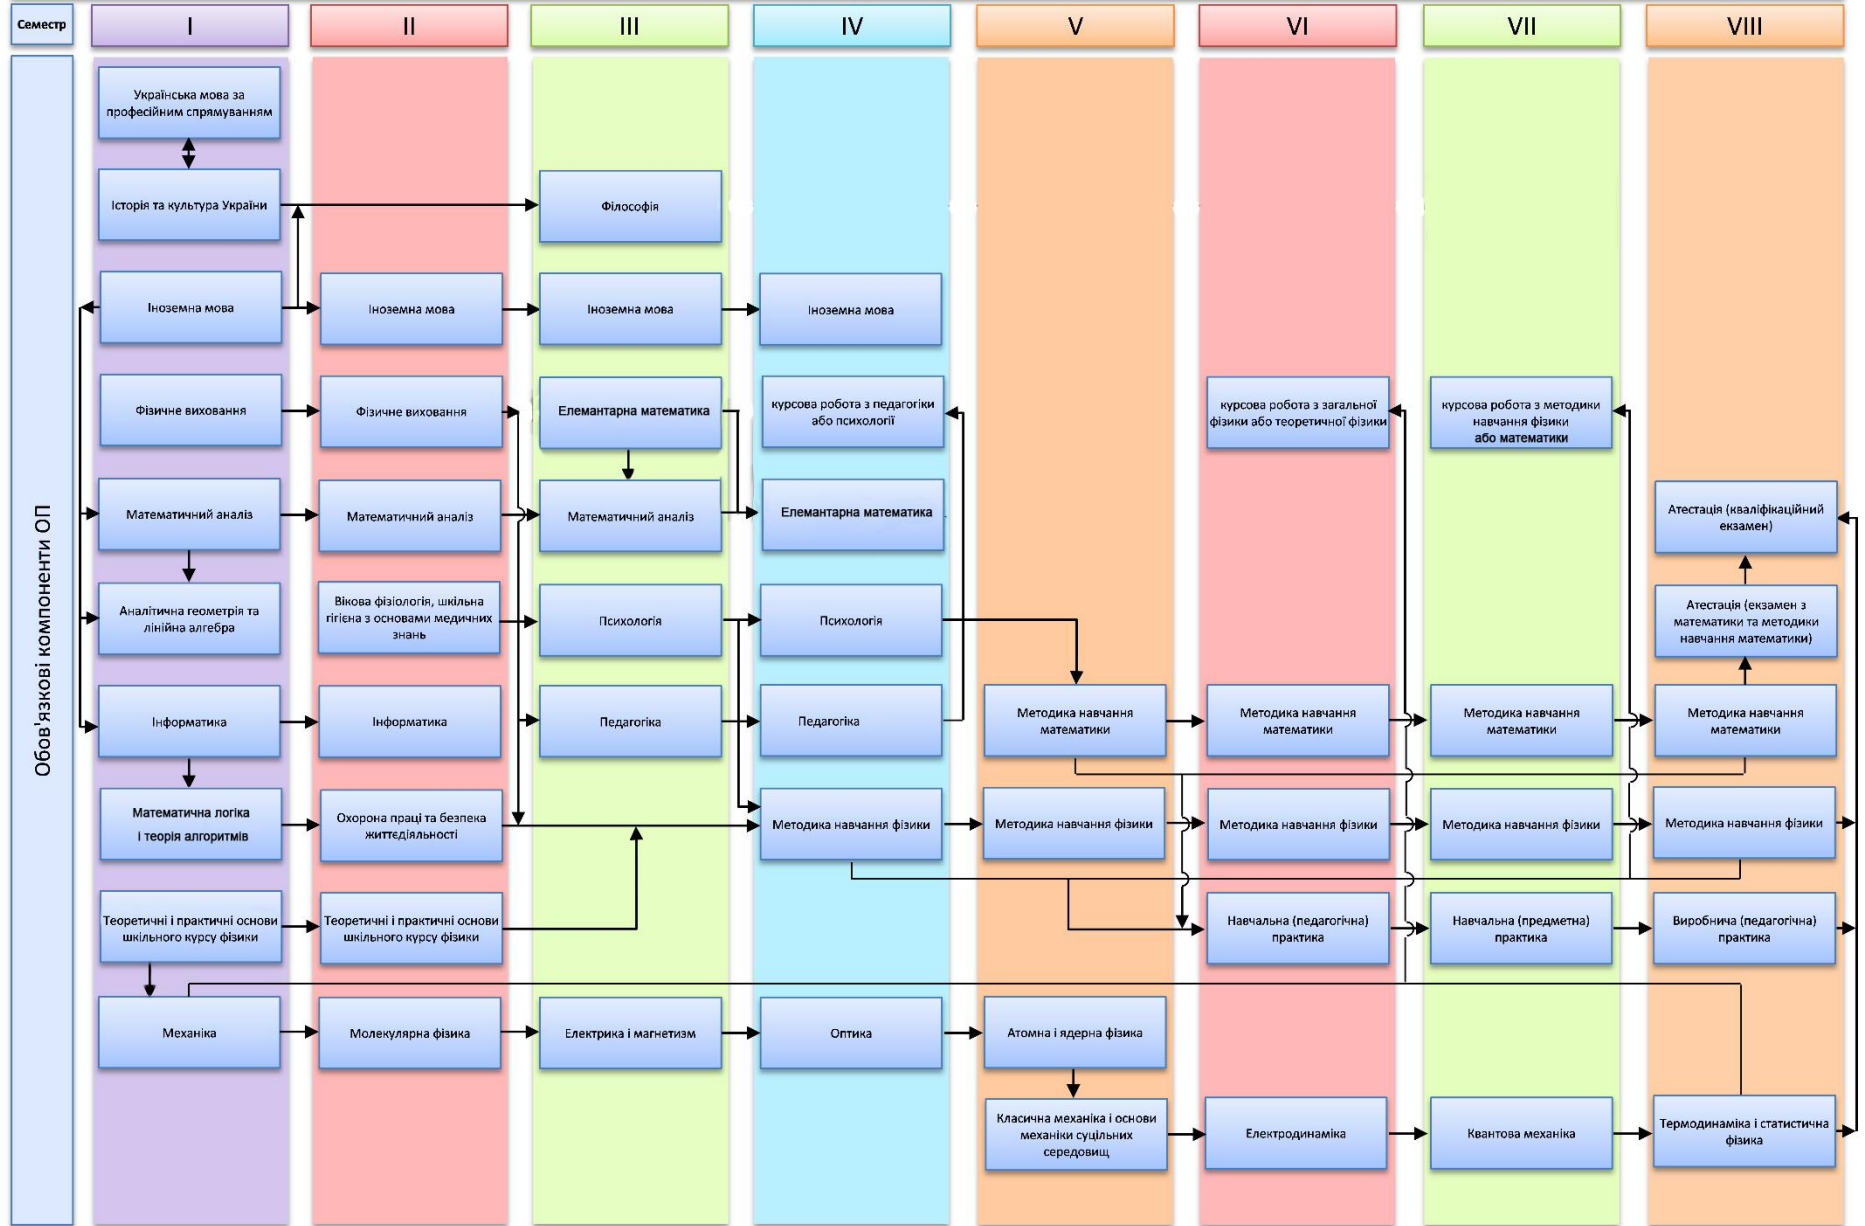 Семестр
I
II
III
IV
V
VI
VII
VIII
Обов'язкові компоненти ОП
Українська мова за
професійним спрямуванням
Історія та культура України
Філософія
Іноземна мова
Іноземна мова
Іноземна мова
Іноземна мова
Фізичне виховання
Фізичне виховання
Елемантарна математика
курсова робота з педагогіки
або психології
курсова робота з загальної
фізики або теоретичної фізики
курсова робота з методики
навчання фізики
або математики
Математичний аналіз
Математичний аналіз
Математичний аналіз
Елемантарна математика
Атестація (кваліфікаційний
екзамен)
Аналітична геометрія та
лінійна алгебра
Вікова фізіологія, шкільна
гігієна з основами медичних
знань
Психологія
Психологія
Атестація (екзамен з
математики та методики
навчання математики)
Інформатика
Інформатика
Педагогіка
Педагогіка
Методика навчання
математики
Методика навчання
математики
Методика навчання
математики
Методика навчання
математики
Математична логіка
і теорія алгоритмів
Охорона праці та безпека
життєдіяльності
Методика навчання фізики
Методика навчання фізики
Методика навчання фізики
Методика навчання фізики
Методика навчання фізики
Теоретичні і практичні основи
шкільного курсу фізики
Теоретичні і практичні основи
шкільного курсу фізики
Навчальна (педагогічна)
практика
Навчальна (предметна)
практика
Виробнича (педагогічна)
практика
Механіка
Молекулярна фізика
Електрика і магнетизм
Оптика
Атомна і ядерна фізика
Класична механіка і основи
механіки суцільних
середовищ
Електродинаміка
Квантова механіка
Термодинаміка і статистична
фізика